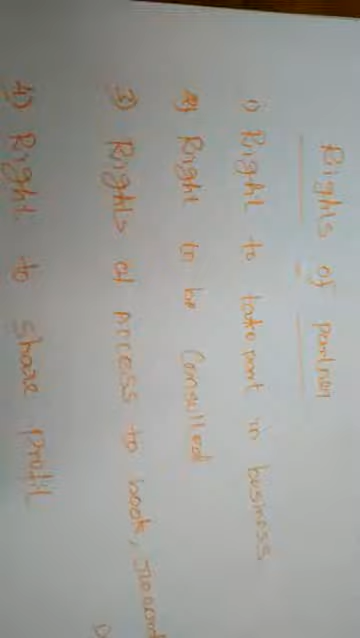 Rights of partner
1) Right to take part in business
2) Right to be Consulted
3) Rights of Access to book,
4) Right to share profit